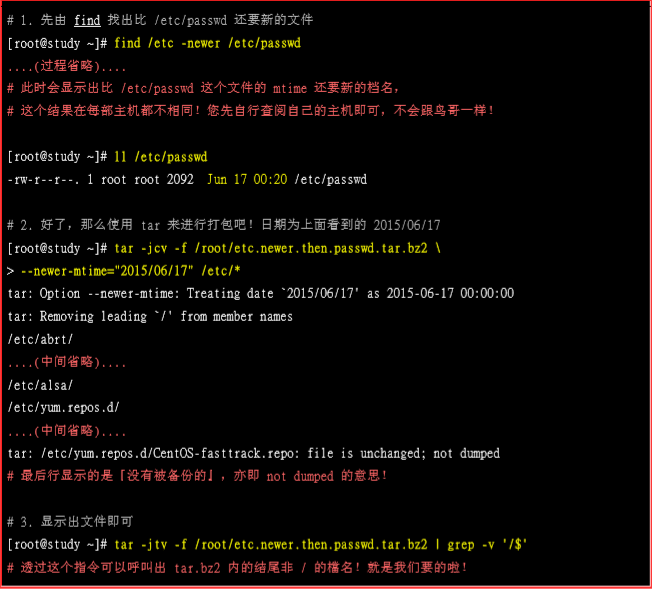 # 1. 先由 find 找出比 /etc/passwd 还要新的文件
[root@study ~]# find /etc -newer /etc/passwd
....(过程省略)....
# 此时会显示出比 /etc/passwd 这个文件的 mtime 还要新的档名，
# 这个结果在每部主机都不相同！您先自行查阅自己的主机即可，不会跟鸟哥一样！
[root@study ~]# ll /etc/passwd
-rw-r--r--. 1 root root 2092  Jun 17 00:20 /etc/passwd
# 2. 好了，那么使用 tar 来进行打包吧！日期为上面看到的 2015/06/17
[root@study ~]# tar -jcv -f /root/etc.newer.then.passwd.tar.bz2 \
> --newer-mtime="2015/06/17" /etc/*
tar: Option --newer-mtime: Treating date `2015/06/17' as 2015-06-17 00:00:00
tar: Removing leading `/' from member names
/etc/abrt/
....(中间省略)....
/etc/alsa/
/etc/yum.repos.d/
....(中间省略)....
tar: /etc/yum.repos.d/CentOS-fasttrack.repo: file is unchanged; not dumped
# 最后行显示的是『没有被备份的』，亦即 not dumped 的意思！
# 3. 显示出文件即可
[root@study ~]# tar -jtv -f /root/etc.newer.then.passwd.tar.bz2 | grep -v '/$'
# 透过这个指令可以呼叫出 tar.bz2 内的结尾非 / 的檔名！就是我们要的啦！